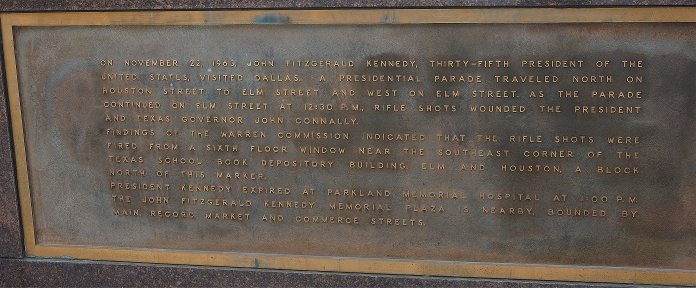 ON NOVEMBER 22, 1963, JOHN FITZGERALD KENNEDY, THIRTY-FIFTH PRESIDENT OF THE
UNITED STATES, VISITED DALLAS. A PRESIDENTIAL PARADE TRAVELED NORTH ON
HOUSTON STREET TO ELM STREET AND WEST ON ELM STREET. AS THE PARADE
CONTINUED ON ELM STREET AT 12:30 P.M., RIFLE SHOTS WOUNDED THE PRESIDENT
AND TEXAS GOVERNOR JOHN CONNALLY.
FINDINGS OF THE WARREN COMMISSION INDICATED THAT THE RIFLE SHOTS WERE
FIRED FROM A SIXTH FLOOR WINDOW NEAR THE SOUTHEAST CORNER OF THE
TEXAS SCHOOL BOOK DEPOSITORY BUILDING, ELM AND HOUSTON, A BLOCK
NORTH OF THIS MARKER.
PRESIDENT KENNEDY EXPIRED AT PARKLAND MEMORIAL HOSPITAL AT 1:00 P.M.
THE JOHN FITZGERALD KENNEDY MEMORIAL PLAZA IS NEARBY, BOUNDED BY
MAIN, RECORD, MARKET AND COMMERCE STREETS.